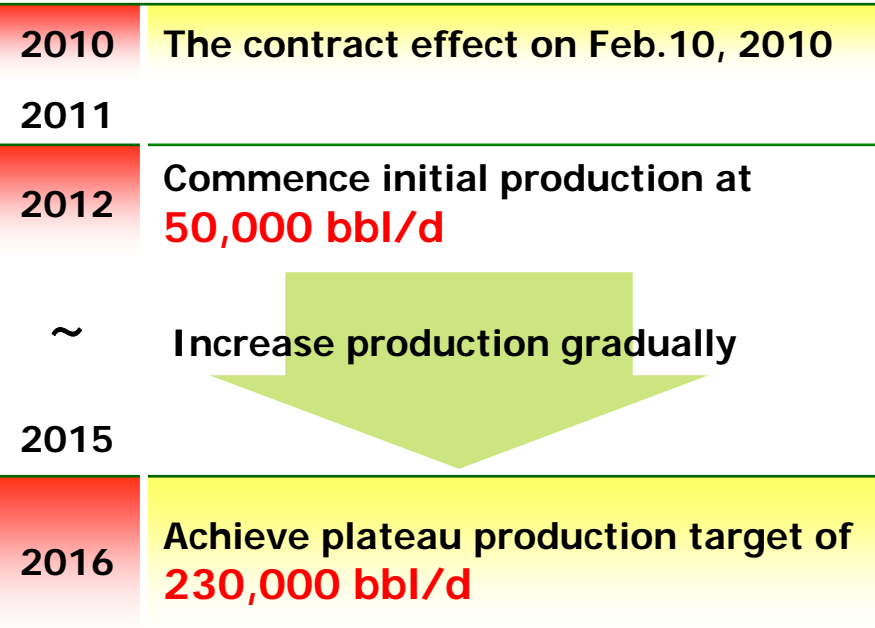 2010 The contract effect on Feb.10, 2010
2011
2012 Commence initial production at
50,000 bbl/d
~ Increase production gradually
2015
2016 Achieve plateau production target of
230,000 bbl/d